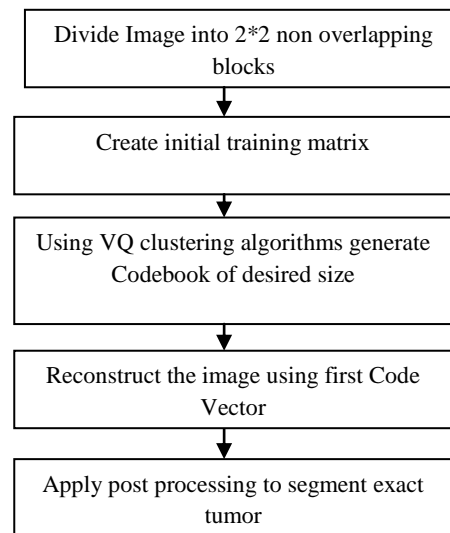 Divide Image into 2*2 non overlapping
blocks
Create initial training matrix
Using VQ clustering algorithms generate
Codebook of desired size
Reconstruct the image using first Code
Vector
Apply post processing to segment exact
tumor